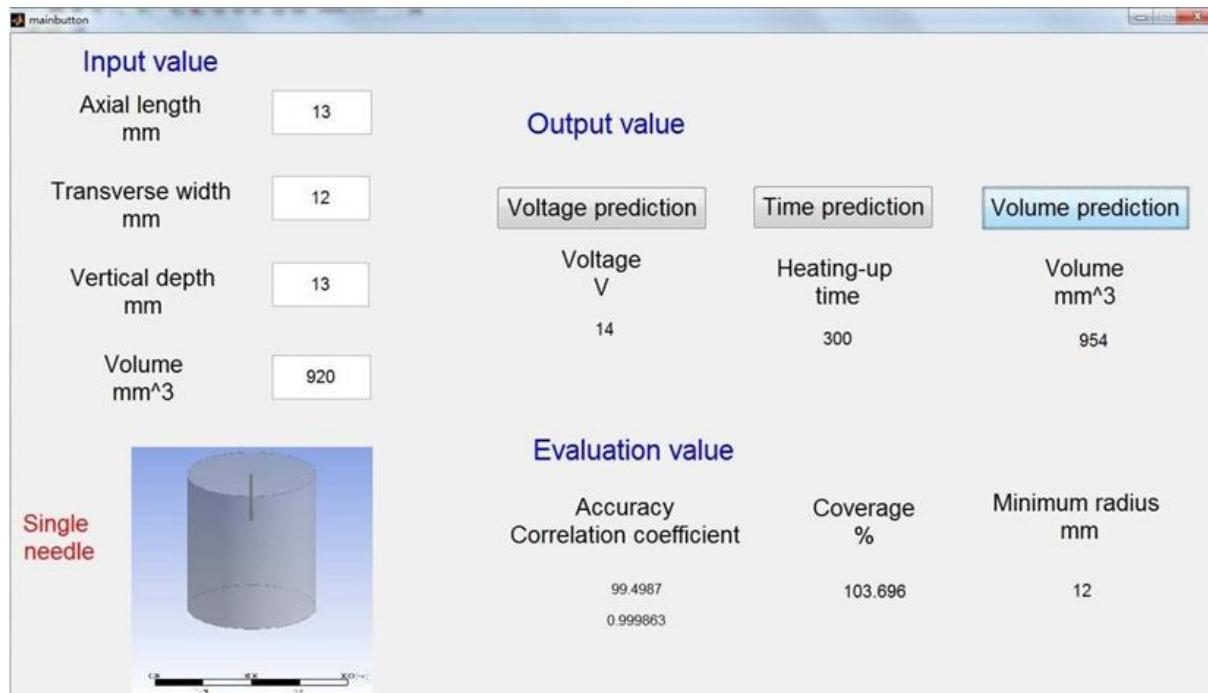 mainbutton
Input value
Axial length
mm
13
Transverse width
mm
12
Vertical depth
mm
13
Volume
mm^3
920
Single
needle
Output value
Voltage prediction
Time prediction
Volume prediction
Voltage
V
14
Heating-up
time
300
Volume
mm^3
954
Evaluation value
Accuracy
Correlation coefficient
99.4987
0.999863
Coverage
%
103.696
Minimum radius
mm
12